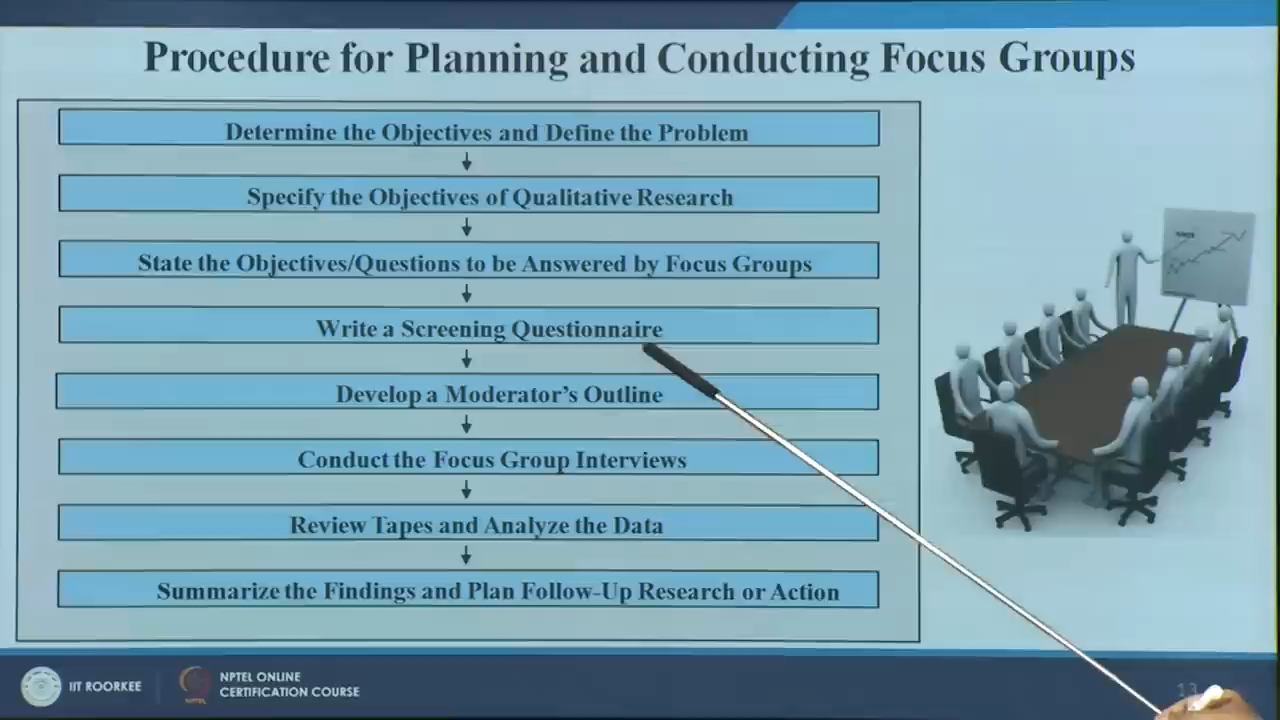 Procedure for Planning and Conducting Focus Groups
Determine the Objectives and Define the Problem
Specify the Objectives of Qualitative Research
State the Objectives/Questions to be Answered by Focus Groups
Write a Screening Questionnaire
Develop a Moderator's Outline
Conduct the Focus Group Interviews
Review Tapes and Analyze the Data
Summarize the Findings and Plan Follow-Up Research or Action
IIT ROORKEE
NPTEL ONLINE
CERTIFICATION COURSE
13